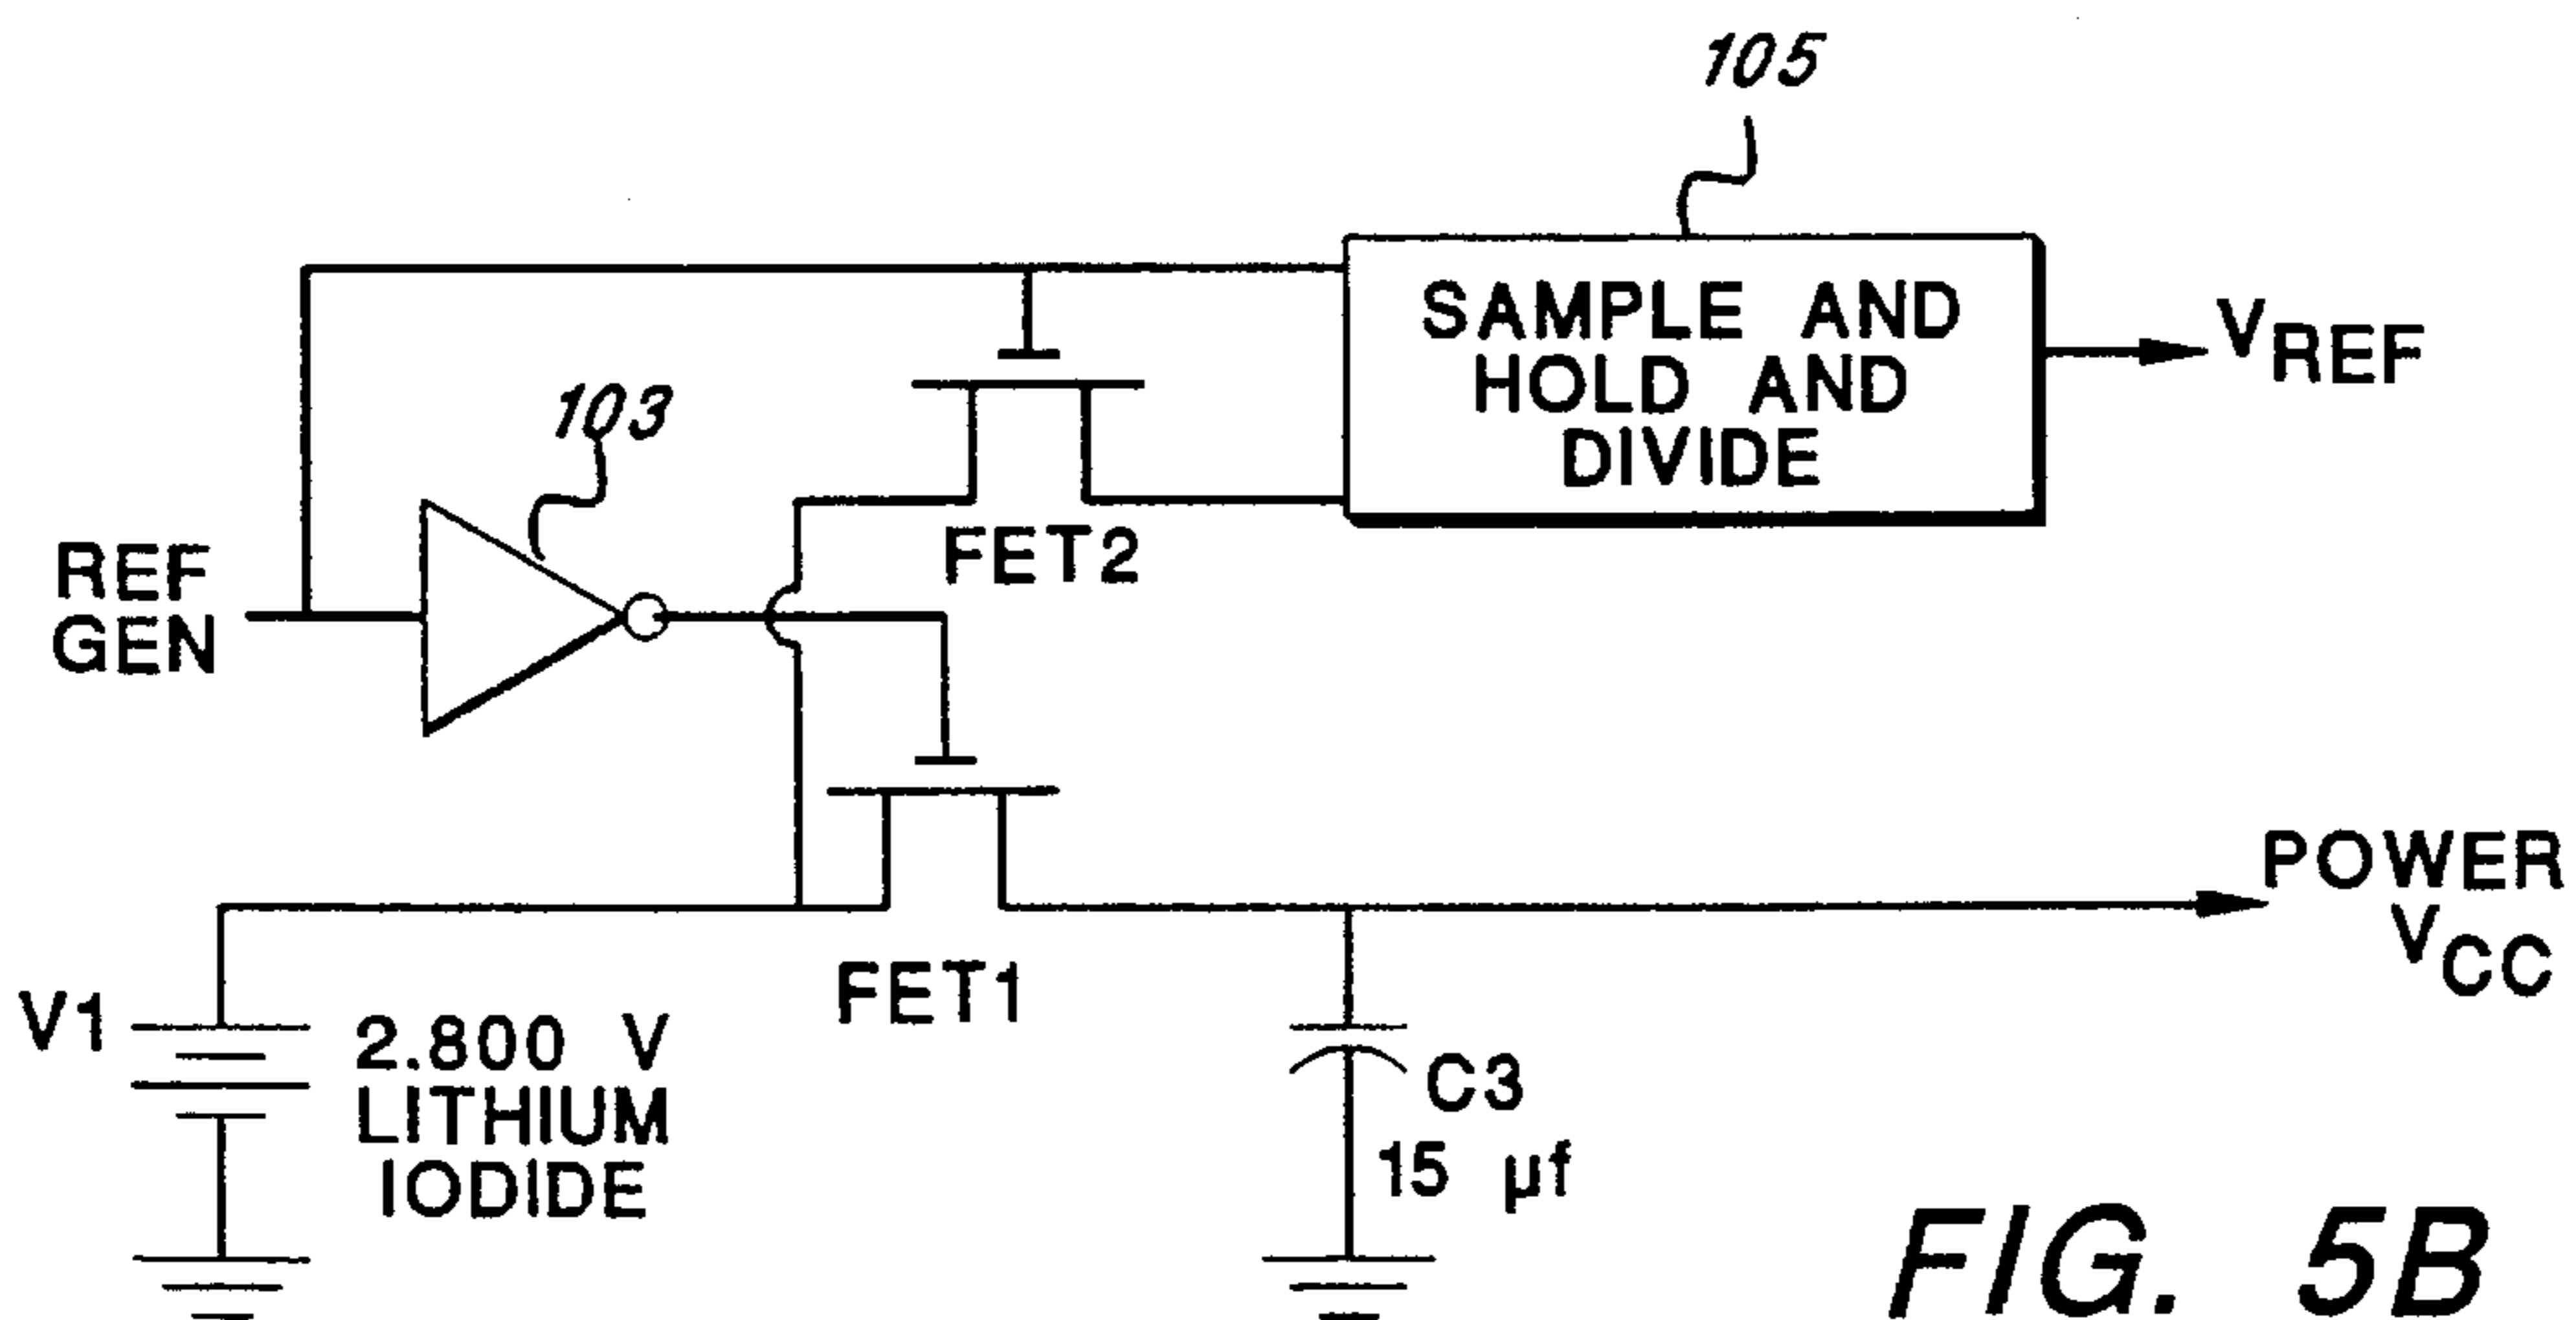 105
SAMPLE AND
HOLD AND
DIVIDE
VREF
103
FET2
REF
GEN
POWER
VCC
FET1
V1
2.800 V
LITHIUM
IODIDE
C3
15 µf
FIG. 5B